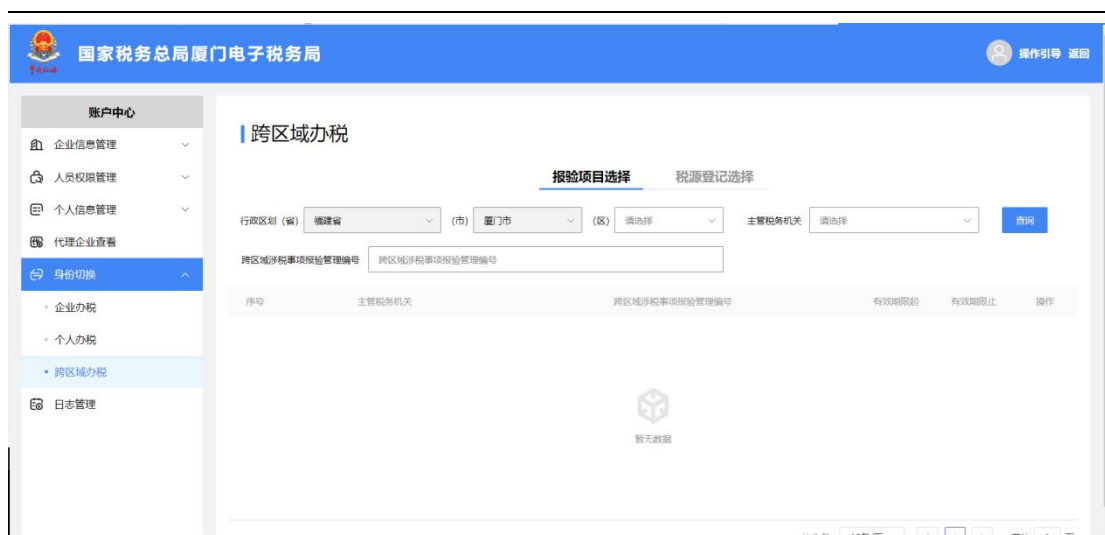 国家税务总局厦门电子税务局
操作引导 返回
账户中心
企业信息管理
人员权限管理
个人信息管理
代理企业查看
身份切换
企业办税
个人办税
跨区域办税
日志管理
跨区域办税
报验项目选择 税源登记选择
行政区划（省） 福建省 （市） 厦门市 （区） 请选择 主管税务机关 请选择 查询
跨区域涉税事项报验管理编号 跨区域涉税事项报验管理编号
序号 主管税务机关 跨区域涉税事项报验管理编号 有效期限起 有效期限止 操作
暂无数据